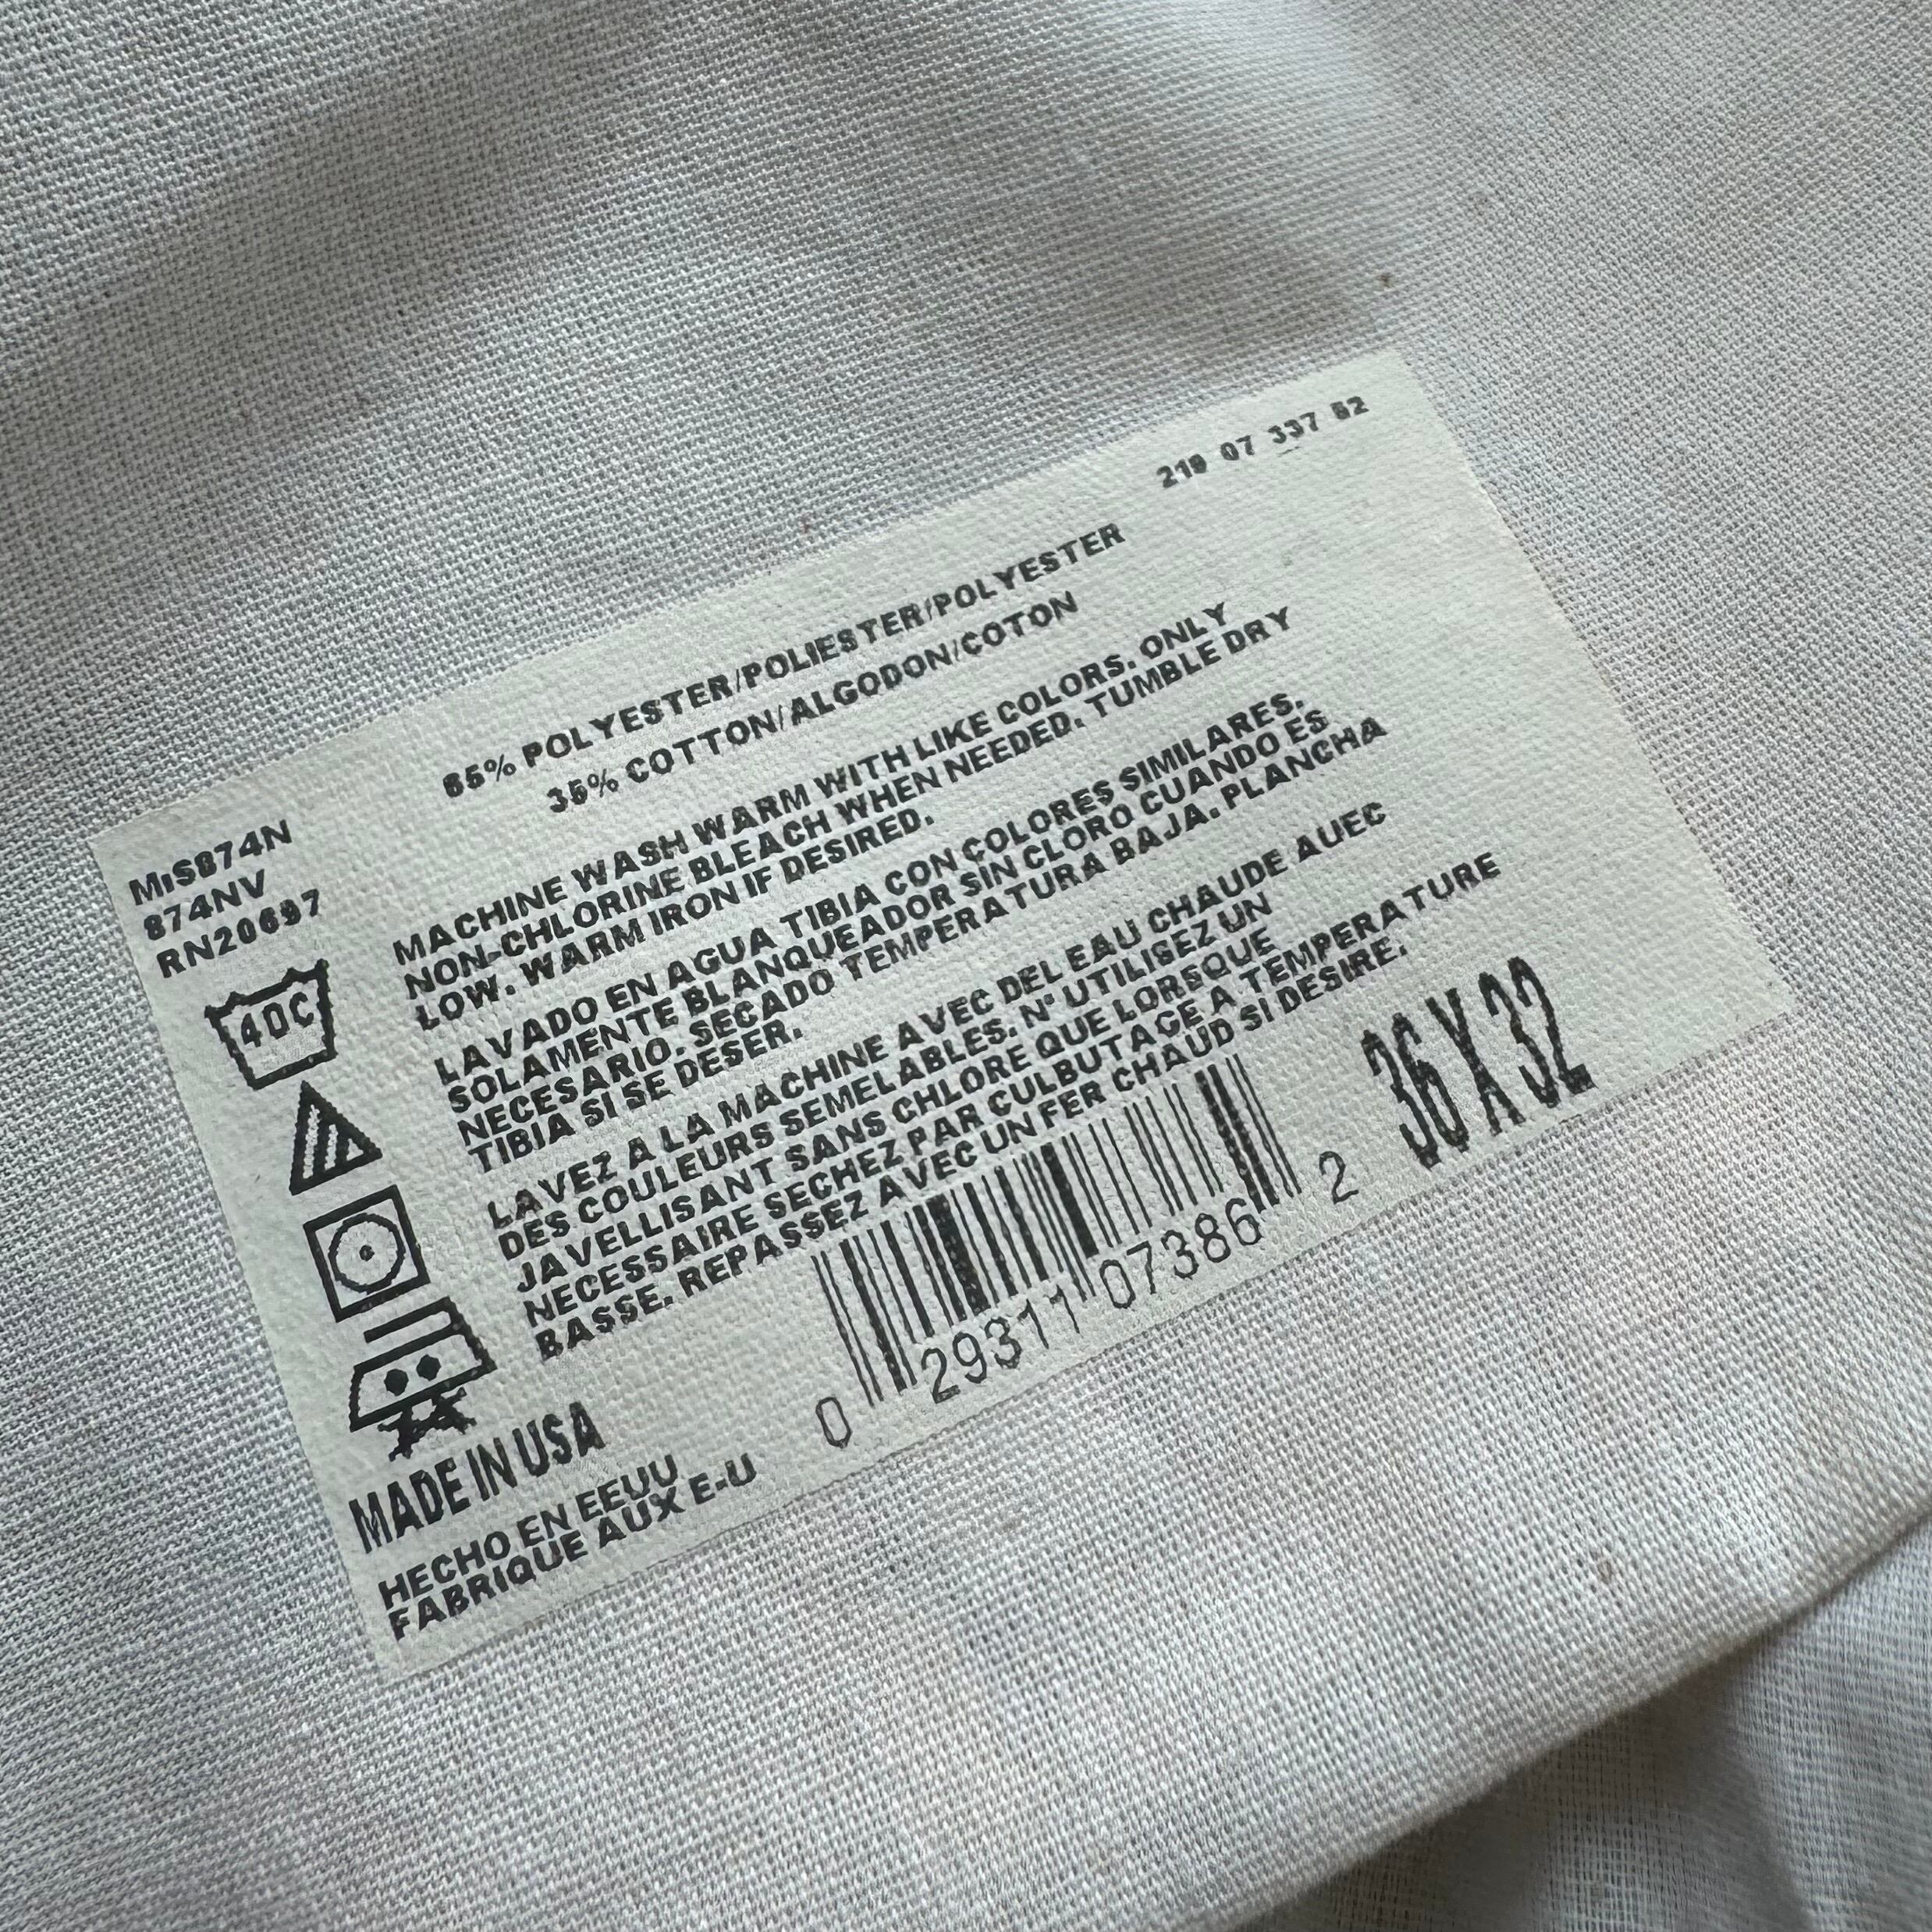 219 07 337 52
65% POLYESTER/POLIESTER/POLYESTER
35% COTTON/ALGODON/COTON
MIS874N
874NV
RN20697
MACHINE WASH WARM WITH LIKE COLORS. ONLY
NON-CHLORINE BLEACH WHEN NEEDED. TUMBLE DRY
LOW. WARM IRON IF DESIRED.
LAVADO EN AGUA TIBIA CON COLORES SIMILARES.
SOLAMENTE BLANQUEADOR SIN CLORO CUANDO ES
NECESARIO. SECADO TEMPERATURA BAJA. PLANCHA
TIBIA SI SE DESER.
LAVEZ A LA MACHINE AVEC DEL EAU CHAUDE AUEC
DES COULEURS SEMELABLES. N' UTILISEZ UN
JAVELLISANT SANS CHLORE QUE LORESQUE
NECESSAIRE SECHEZ PAR CULBUTAGE A TEMPERATURE
BASSE. REPASSEZ AVEC UN FER CHAUD SI DESIRE.
40C
0 29311 07386 2
36 X 32
MADE IN USA
HECHO EN EEUU
FABRIQUE AUX E-U